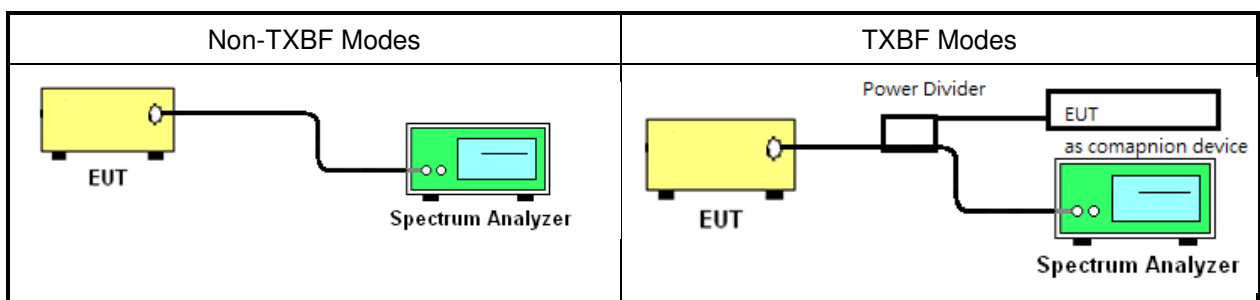 Non-TXBF Modes
TXBF Modes
EUT
Spectrum Analyzer
Power Divider
EUT
as comapnion device
EUT
Spectrum Analyzer